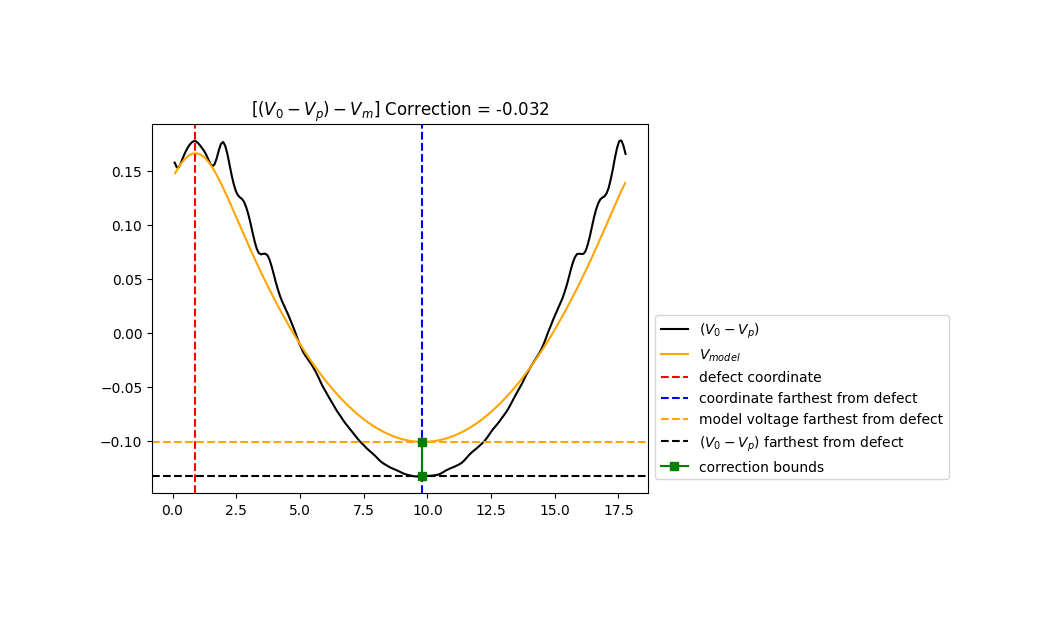 [(V₀ − Vₚ) − Vₘ] Correction = -0.032
0.15
0.10
0.05
0.00
−0.05
−0.10
0.0 2.5 5.0 7.5 10.0 12.5 15.0 17.5
(V₀ − Vₚ)
V_model
defect coordinate
coordinate farthest from defect
model voltage farthest from defect
(V₀ − Vₚ) farthest from defect
correction bounds